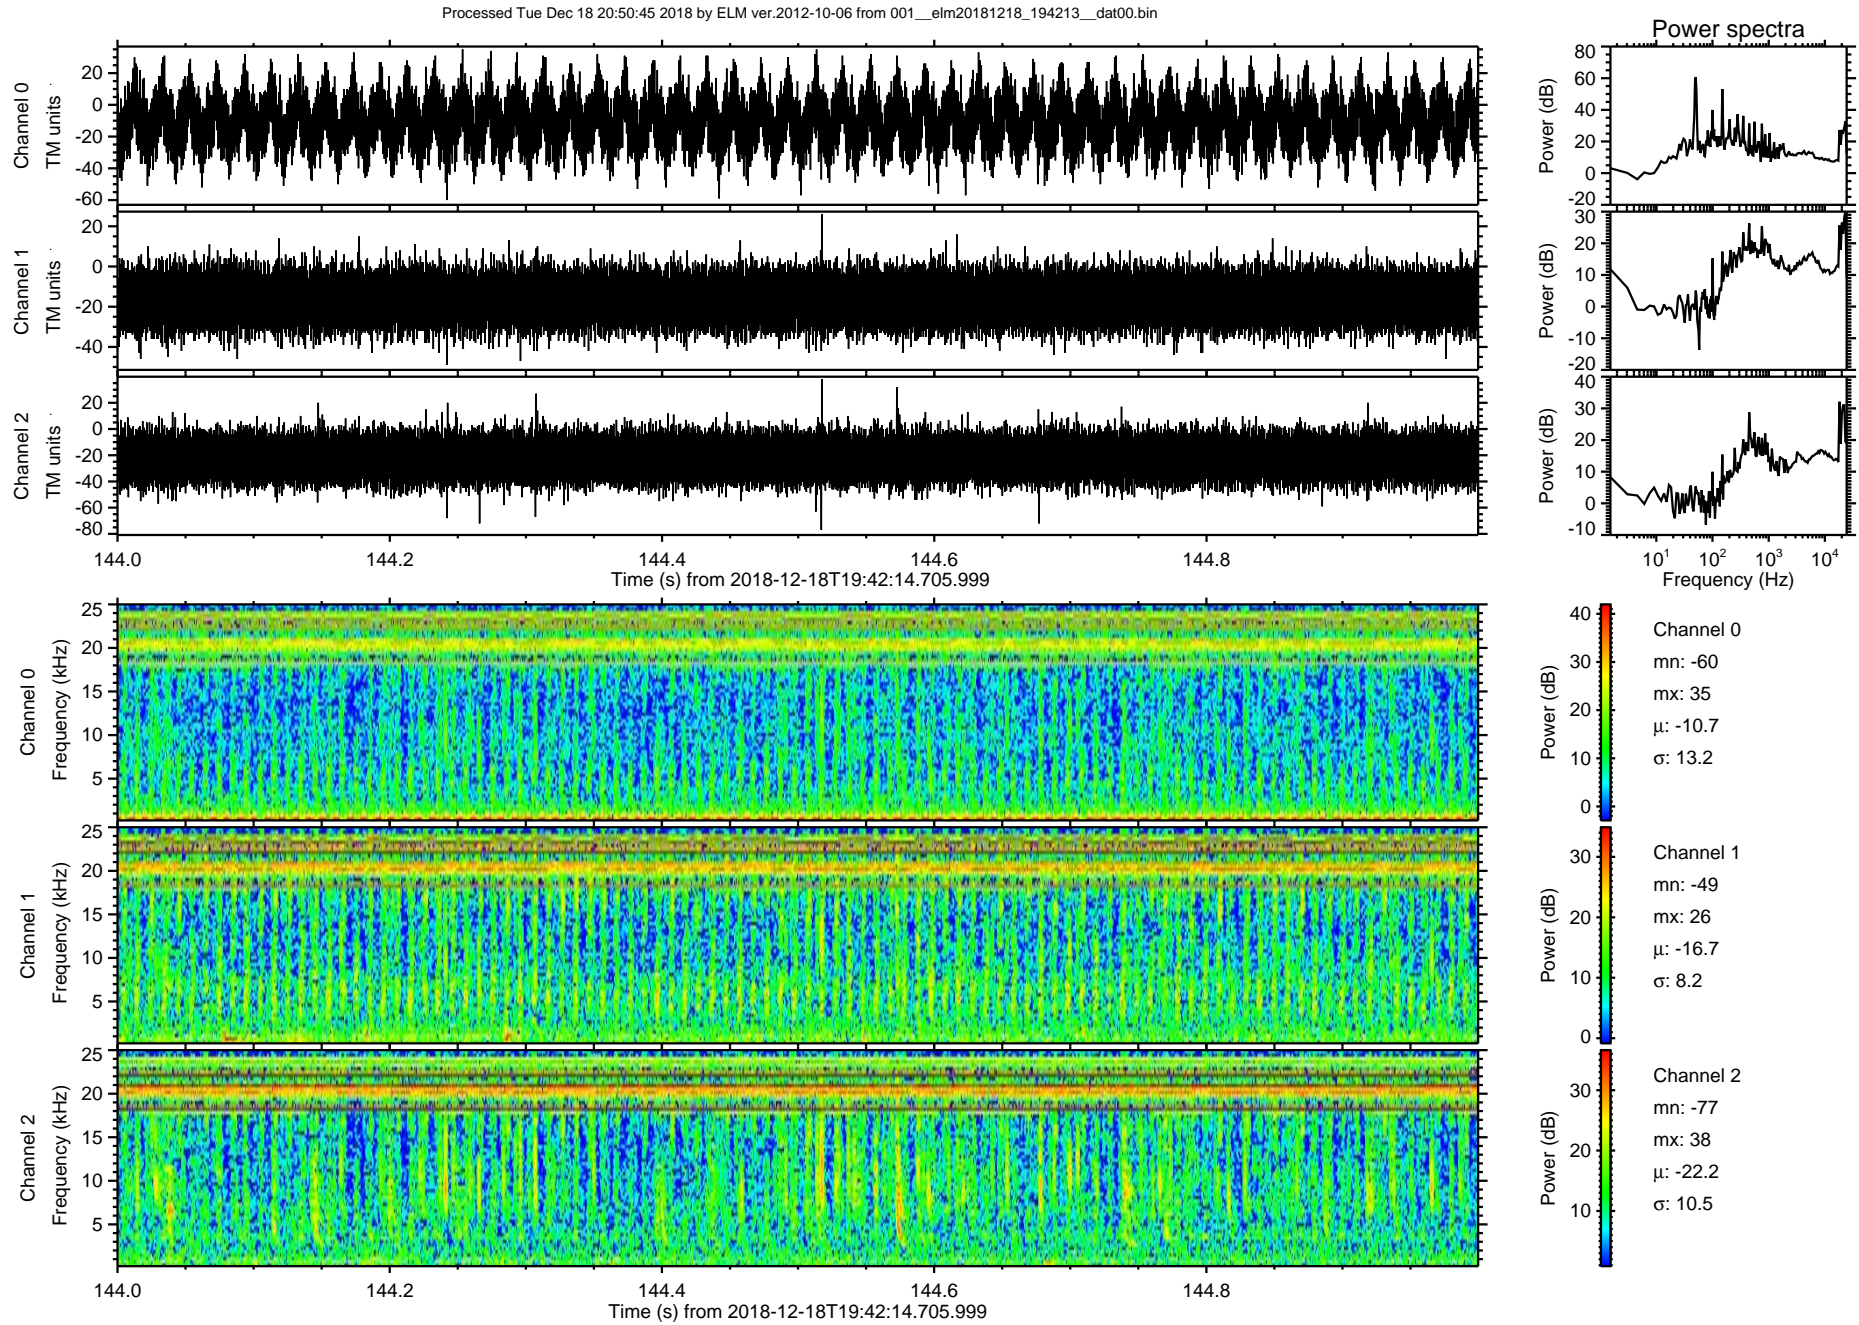 Processed Tue Dec 18 20:50:45 2018 by ELM ver.2012-10-06 from 001__elm20181218_194213__dat00.bin
Power spectra
Channel 0
TM units
20
0
-20
-40
-60
Power (dB)
80
60
40
20
0
-20
Channel 1
TM units
20
0
-20
-40
Power (dB)
30
20
10
0
-10
-20
Channel 2
TM units
20
0
-20
-40
-60
-80
Power (dB)
40
30
20
10
0
-10
144.0 144.2 144.4 144.6 144.8
Time (s) from 2018-12-18T19:42:14.705.999
10^1 10^2 10^3 10^4
Frequency (Hz)
Channel 0
Frequency (kHz)
25
20
15
10
5
Power (dB)
40
30
20
10
0
Channel 0
mn: -60
mx: 35
μ: -10.7
σ: 13.2
Channel 1
Frequency (kHz)
25
20
15
10
5
Power (dB)
30
20
10
0
Channel 1
mn: -49
mx: 26
μ: -16.7
σ: 8.2
Channel 2
Frequency (kHz)
25
20
15
10
5
Power (dB)
30
20
10
Channel 2
mn: -77
mx: 38
μ: -22.2
σ: 10.5
144.0 144.2 144.4 144.6 144.8
Time (s) from 2018-12-18T19:42:14.705.999